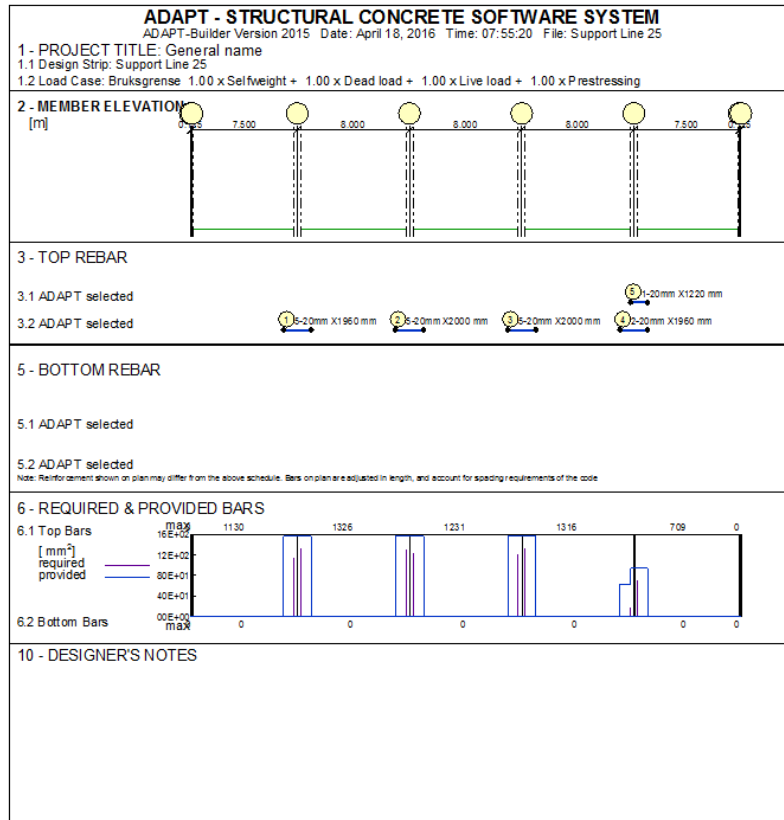 ADAPT - STRUCTURAL CONCRETE SOFTWARE SYSTEM
ADAPT-Builder Version 2015 Date: April 18, 2016 Time: 07:55:20 File: Support Line 25
1 - PROJECT TITLE: General name
1.1 Design Strip: Support Line 25
1.2 Load Case: Bruksgrense 1.00 x Selfweight + 1.00 x Dead load + 1.00 x Live load + 1.00 x Prestressing
2 - MEMBER ELEVATION
[m] 7.500 8.000 8.000 8.000 7.500
3 - TOP REBAR
3.1 ADAPT selected 5 1-20mm X1220 mm
3.2 ADAPT selected 1 5-20mm X1960 mm 2 5-20mm X2000 mm 3 5-20mm X2000 mm 4 2-20mm X1960 mm
5 - BOTTOM REBAR
5.1 ADAPT selected
5.2 ADAPT selected
Note: Reinforcement shown on plan may differ from the above schedule. Bars on plan are adjusted in length, and account for spacing requirements of the code
6 - REQUIRED & PROVIDED BARS
6.1 Top Bars max 1130 1326 1231 1316 709 0
16E+02
[ mm²] 12E+02
required
provided 80E+01
40E+01
00E+00
6.2 Bottom Bars max 0 0 0 0 0 0
10 - DESIGNER'S NOTES